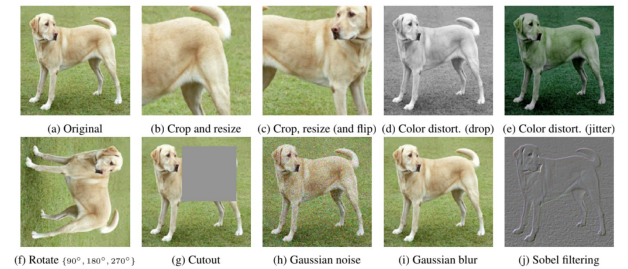 (a) Original
(b) Crop and resize
(c) Crop, resize (and flip)
(d) Color distort. (drop)
(e) Color distort. (jitter)
(f) Rotate {90°, 180°, 270°}
(g) Cutout
(h) Gaussian noise
(i) Gaussian blur
(j) Sobel filtering